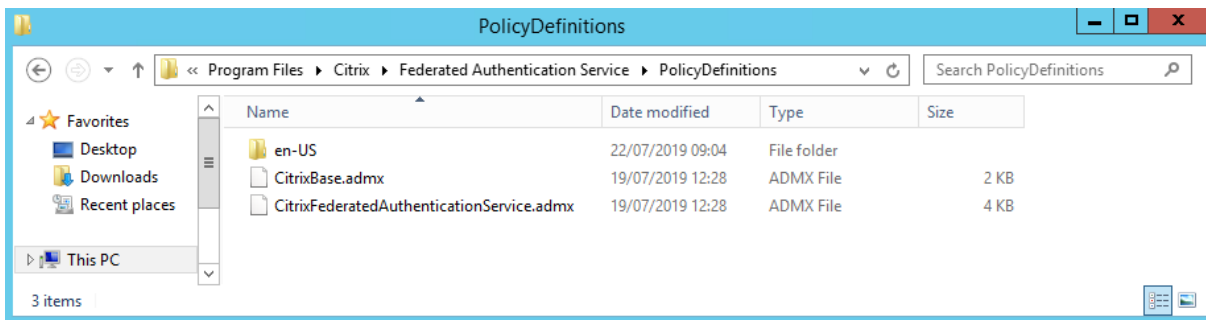 PolicyDefinitions
« Program Files Citrix Federated Authentication Service PolicyDefinitions Search PolicyDefinitions
Favorites
Desktop
Downloads
Recent places
This PC
Name Date modified Type Size
en-US 22/07/2019 09:04 File folder
CitrixBase.admx 19/07/2019 12:28 ADMX File 2 KB
CitrixFederatedAuthenticationService.admx 19/07/2019 12:28 ADMX File 4 KB
3 items